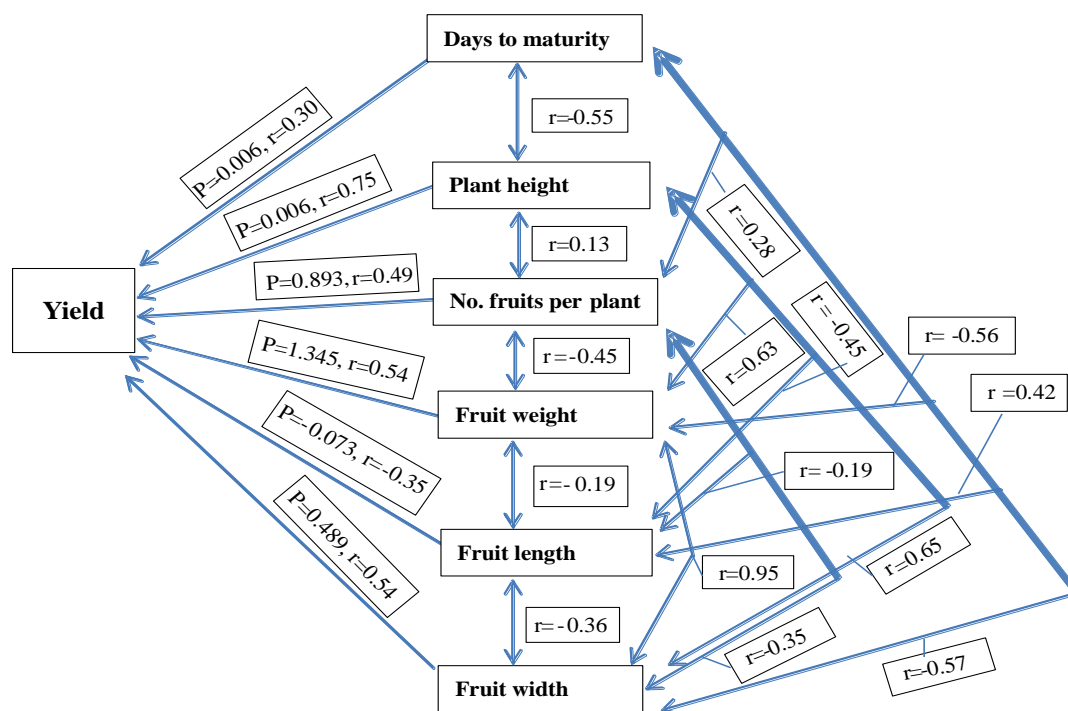 Days to maturity
P=-0.006, r=0.30
r=-0.55
Plant height
P=0.006, r=0.75
r=0.28
r=0.13
P=0.893, r=0.49
No. fruits per plant
Yield
r= -0.45
r= -0.56
r=0.63
r=-0.45
P=1.345, r=0.54
r =0.42
Fruit weight
P=-0.073, r=-0.35
r= -0.19
r=- 0.19
P=0.489, r=0.54
Fruit length
r=0.65
r=0.95
r=- 0.36
r=-0.35
r=-0.57
Fruit width